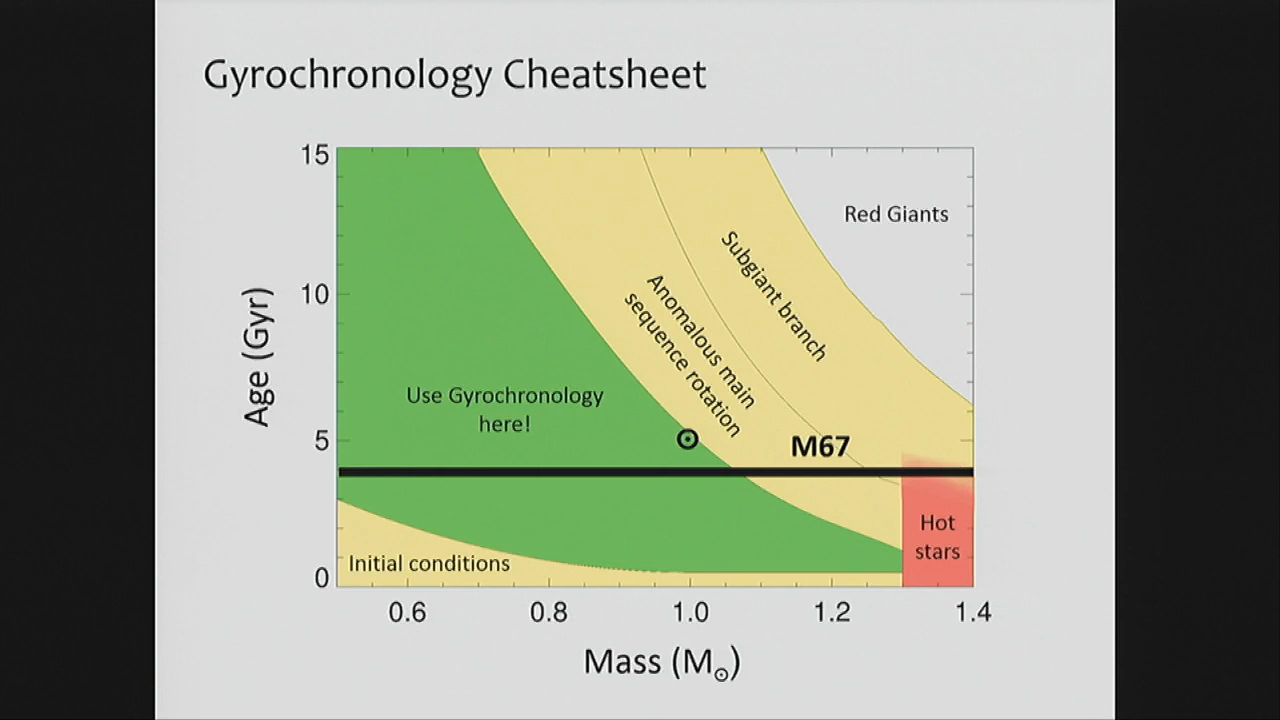 Gyrochronology Cheatsheet
15
10
5
0
Age (Gyr)
Red Giants
Subgiant branch
Anomalous main
sequence rotation
Use Gyrochronology
here!
M67
Hot
stars
Initial conditions
0.6 0.8 1.0 1.2 1.4
Mass (M☉)